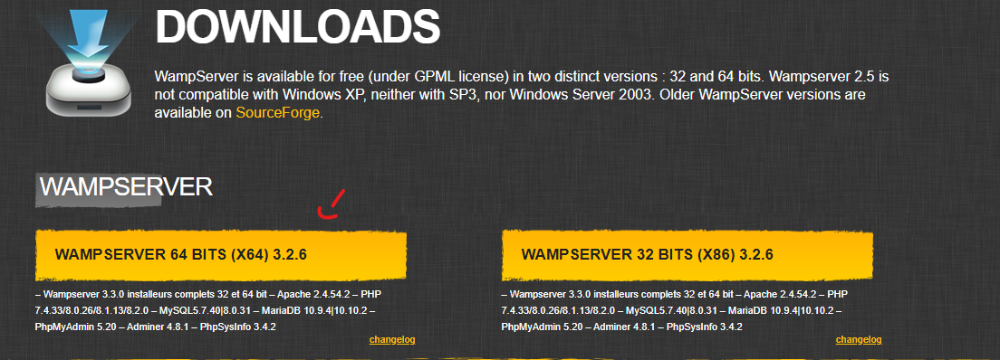 DOWNLOADS
WampServer is available for free (under GPML license) in two distinct versions : 32 and 64 bits. Wampserver 2.5 is
not compatible with Windows XP, neither with SP3, nor Windows Server 2003. Older WampServer versions are
available on SourceForge.
WAMPSERVER
WAMPSERVER 64 BITS (X64) 3.2.6
– Wampserver 3.3.0 installeurs complets 32 et 64 bit – Apache 2.4.54.2 – PHP
7.4.33/8.0.26/8.1.13/8.2.0 – MySQL5.7.40|8.0.31 – MariaDB 10.9.4|10.10.2 –
PhpMyAdmin 5.20 – Adminer 4.8.1 – PhpSysInfo 3.4.2
changelog
WAMPSERVER 32 BITS (X86) 3.2.6
– Wampserver 3.3.0 installeurs complets 32 et 64 bit – Apache 2.4.54.2 – PHP
7.4.33/8.0.26/8.1.13/8.2.0 – MySQL5.7.40|8.0.31 – MariaDB 10.9.4|10.10.2 –
PhpMyAdmin 5.20 – Adminer 4.8.1 – PhpSysInfo 3.4.2
changelog